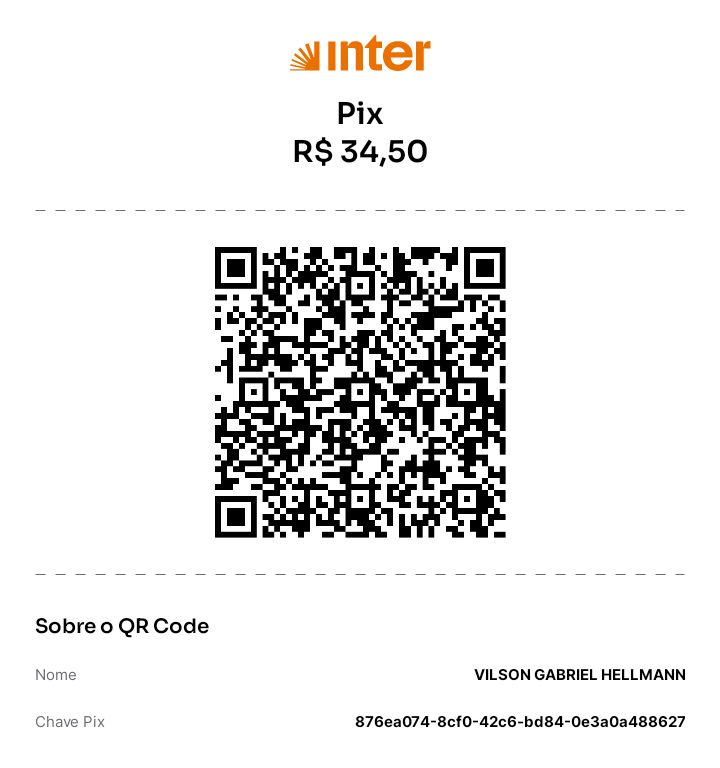 inter
Pix
R$ 34,50
Sobre o QR Code
Nome VILSON GABRIEL HELLMANN
Chave Pix 876ea074-8cf0-42c6-bd84-0e3a0a488627